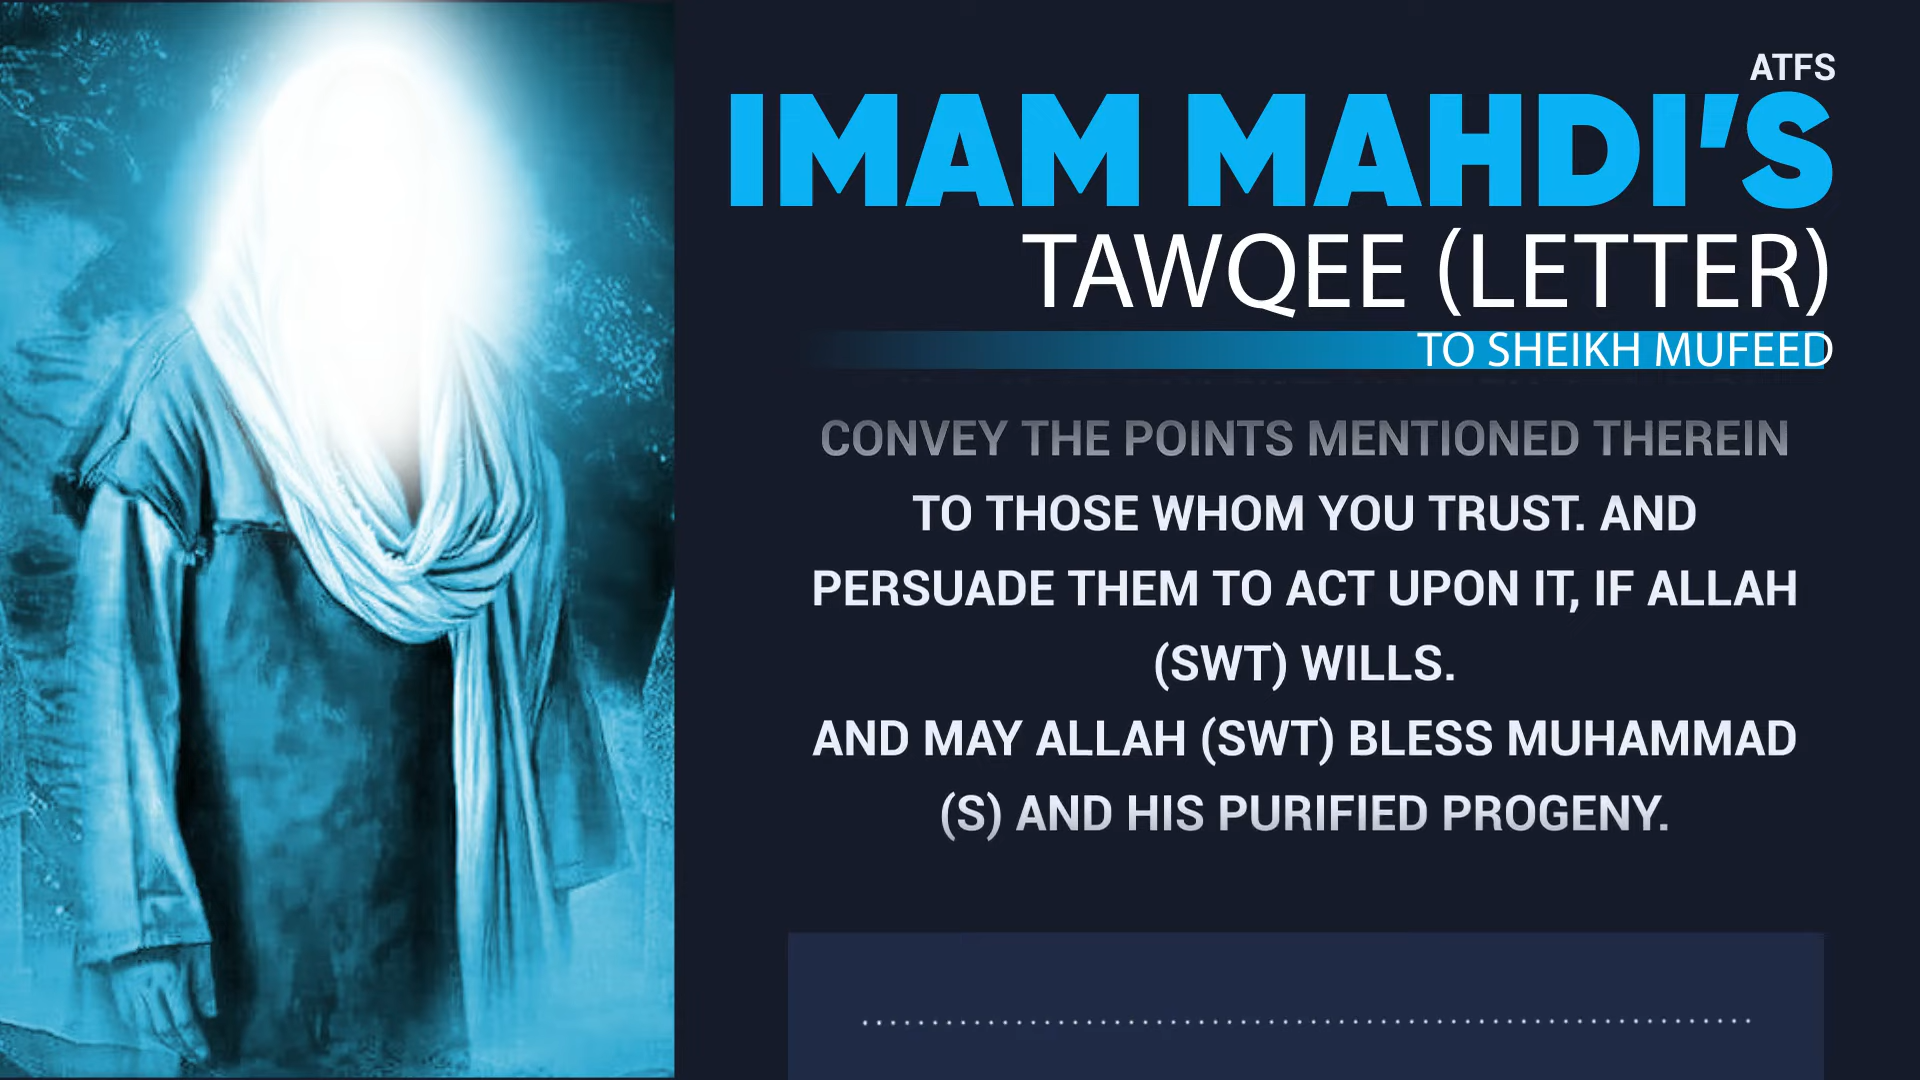 ATFS
IMAM MAHDI'S
TAWQEE (LETTER)
TO SHEIKH MUFEED
CONVEY THE POINTS MENTIONED THEREIN
TO THOSE WHOM YOU TRUST. AND
PERSUADE THEM TO ACT UPON IT, IF ALLAH
(SWT) WILLS.
AND MAY ALLAH (SWT) BLESS MUHAMMAD
(S) AND HIS PURIFIED PROGENY.